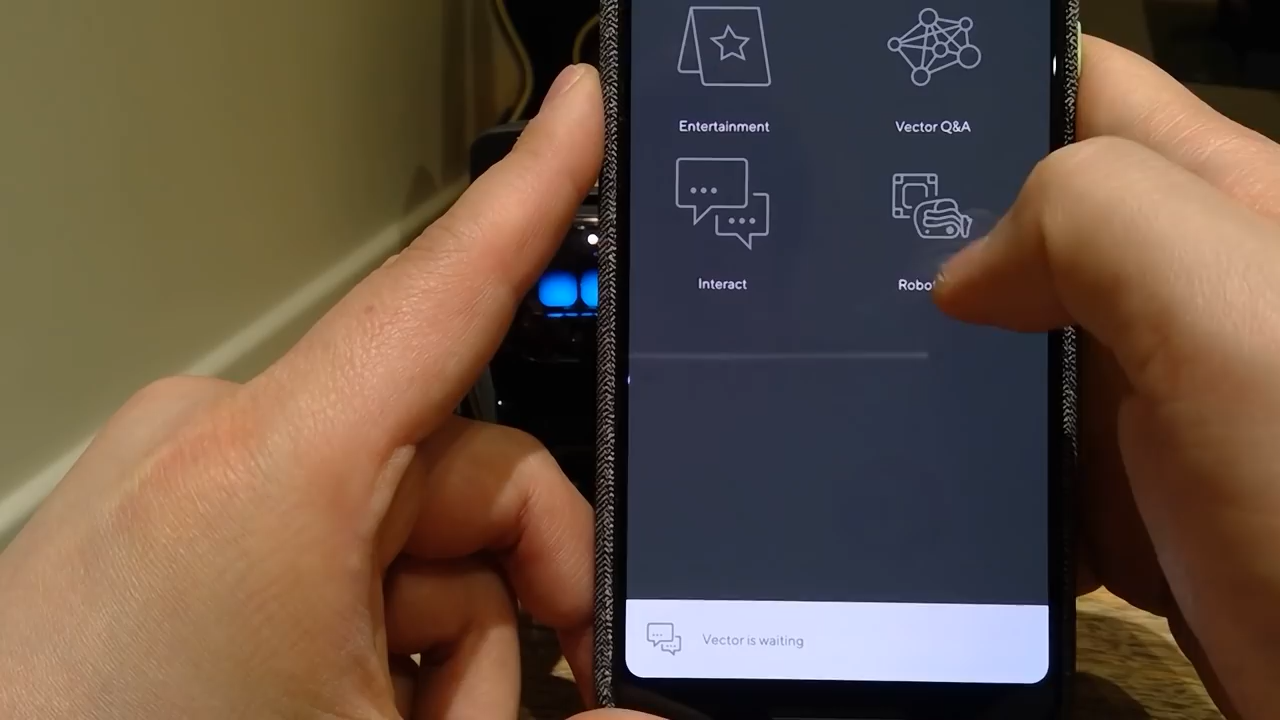 Entertainment
Vector Q&A
Interact
Vector is waiting